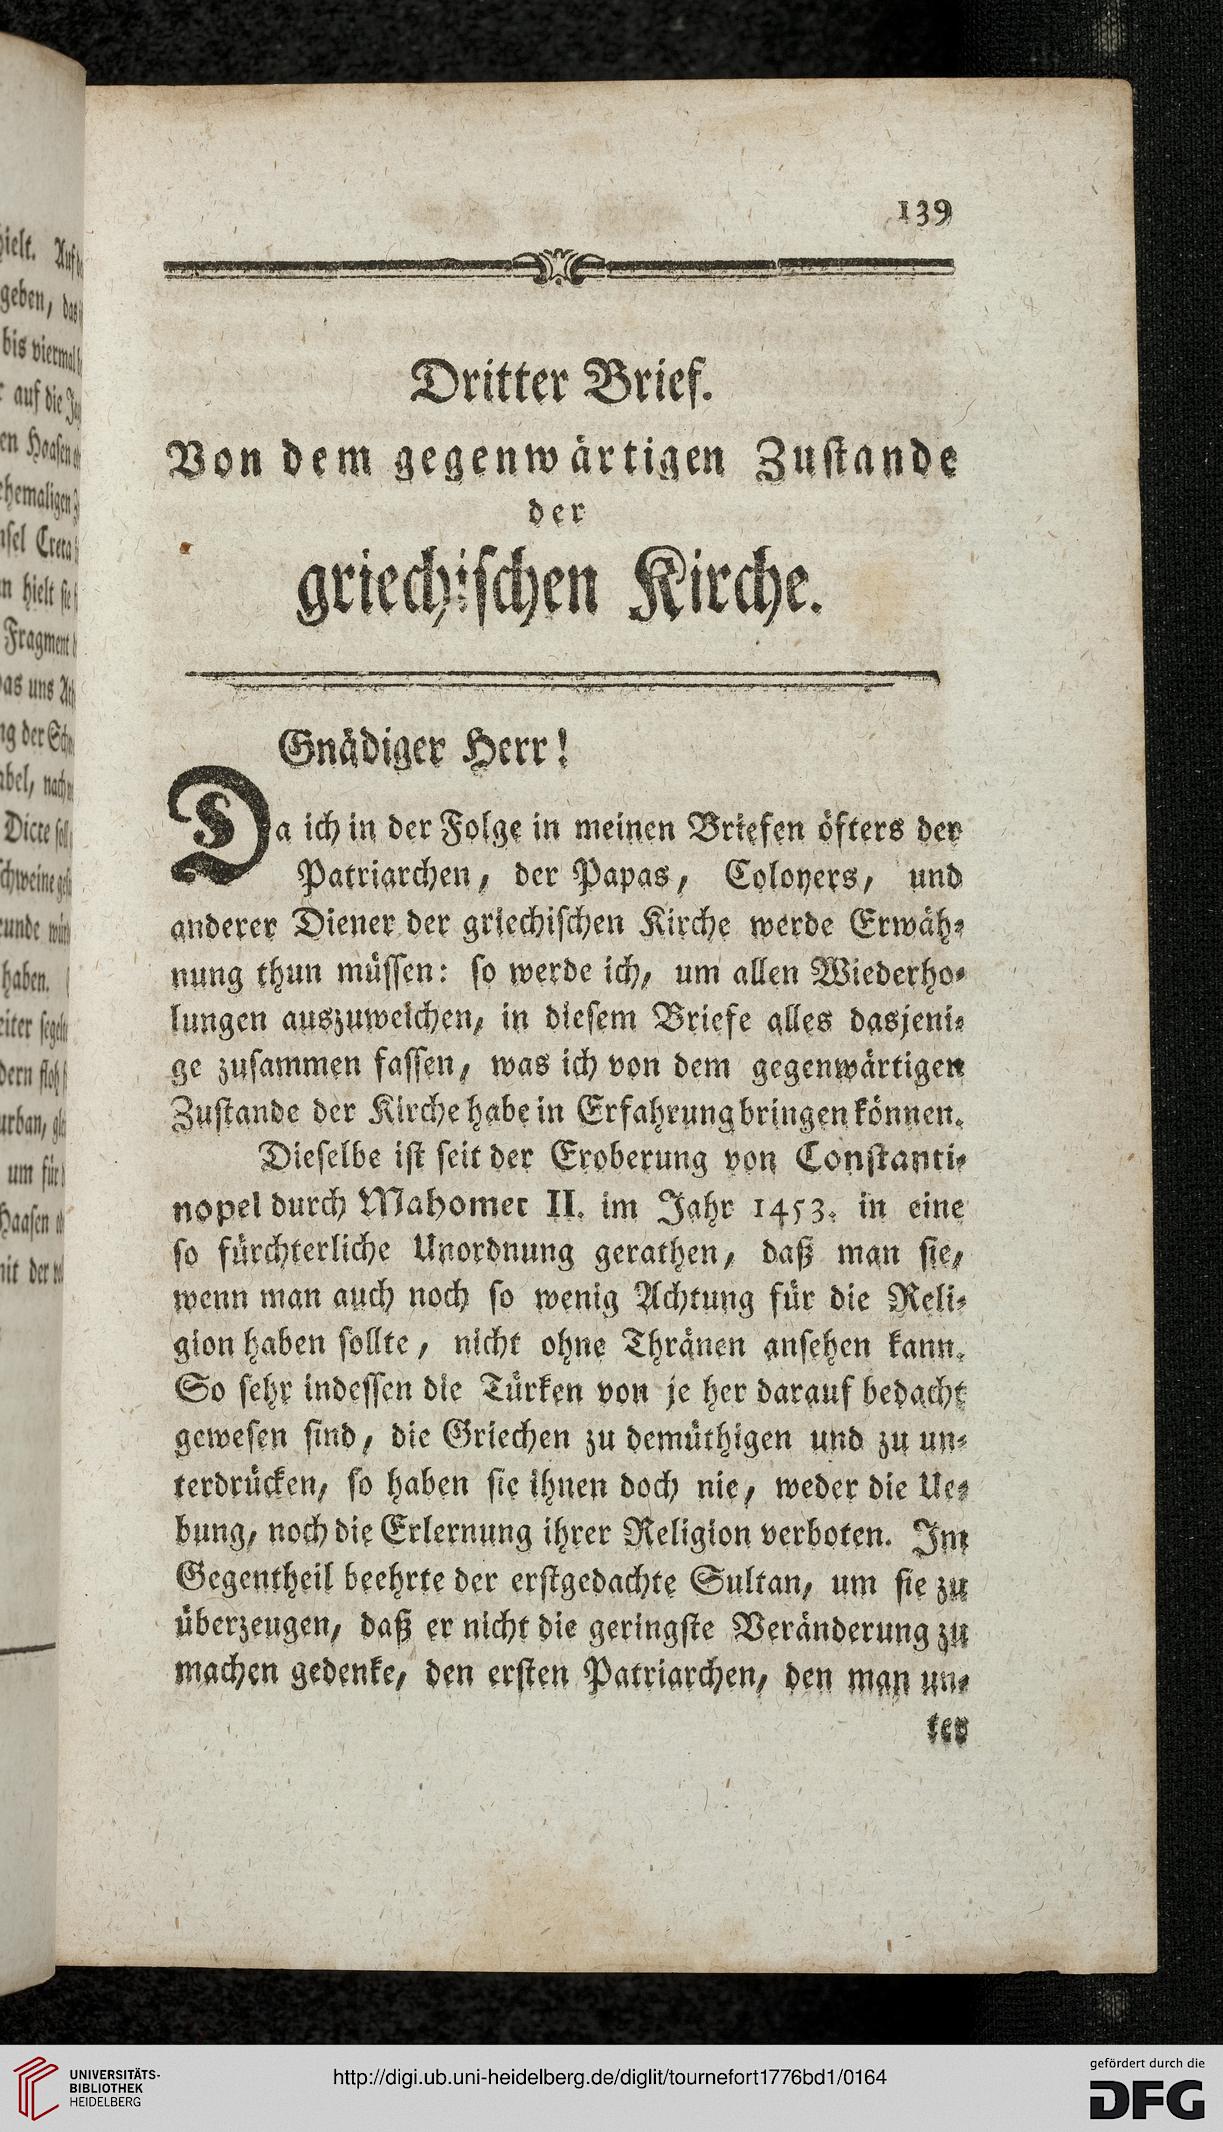 139
Dritter Brief.
Von dem gegenwärtigen Zustande
der
griechischen Kirche.
Gnädiger Herr!
Da ich in der Folge in meinen Briefen öfters der
Patriarchen, der Papas, Caloyers, und
anderer Diener der griechischen Kirche werde Erwäh-
nung thun müssen: so werde ich, um allen Wiederho-
lungen auszuweichen, in diesem Briefe alles dasjeni-
ge zusammen fassen, was ich von dem gegenwärtigen
Zustande der Kirche habe in Erfahrung bringen können.
Dieselbe ist seit der Eroberung von Constanti-
nopel durch Mahomet II. im Jahr 1453. in eine
so fürchterliche Unordnung gerathen, daß man sie,
wenn man auch noch so wenig Achtung für die Reli-
gion haben sollte, nicht ohne Thränen ansehen kann.
So sehr indessen die Türken von je her darauf bedacht
gewesen sind, die Griechen zu demüthigen und zu un-
terdrücken, so haben sie ihnen doch nie, weder die Ue-
bung, noch die Erlernung ihrer Religion verboten. Im
Gegentheil beehrte der erstgedachte Sultan, um sie zu
überzeugen, daß er nicht die geringste Veränderung zu
machen gedenke, den ersten Patriarchen, den man un-
ter
UNIVERSITÄTS-
BIBLIOTHEK
HEIDELBERG
http://digi.ub.uni-heidelberg.de/diglit/tournefort1776bd1/0164
gefördert durch die
DFG